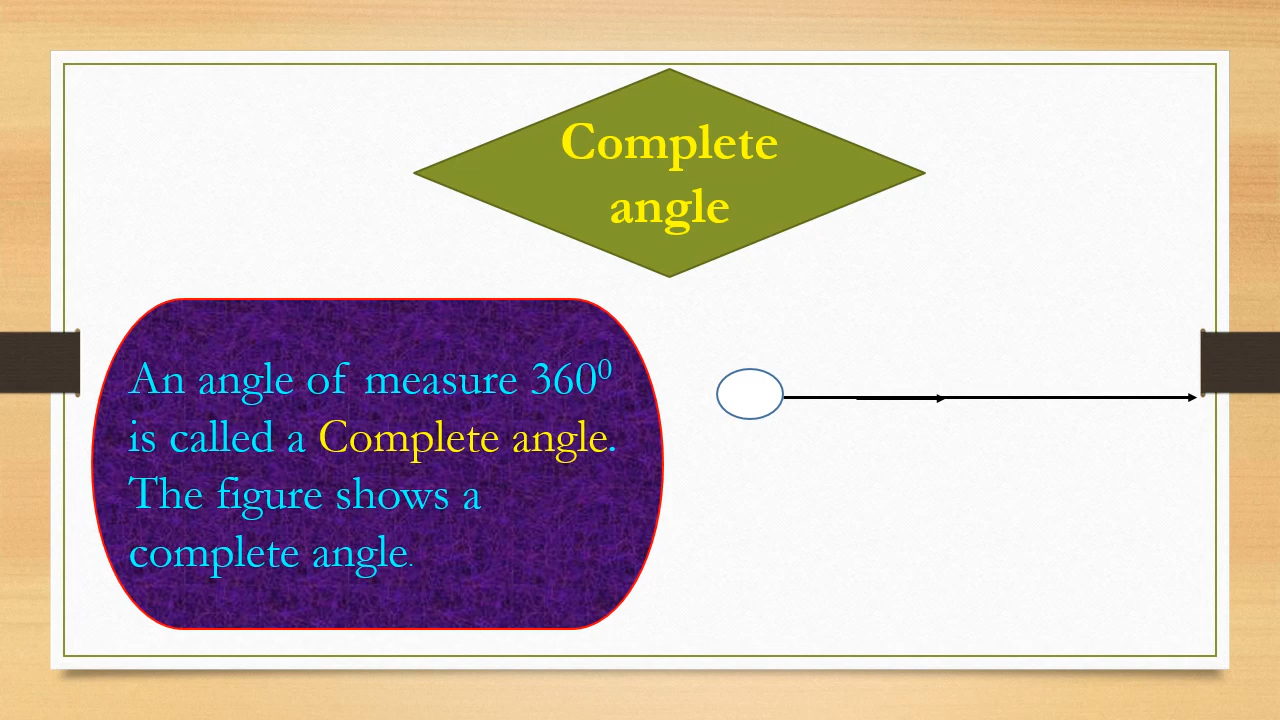 Complete
angle
An angle of measure 360⁰
is called a Complete angle.
The figure shows a
complete angle.